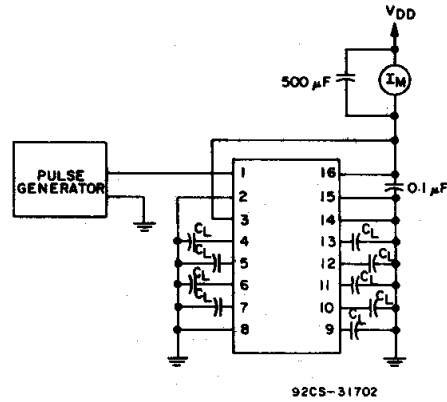 VDD
500 µF
IM
PULSE
GENERATOR
1
2
3
4
5
6
7
8
16
15
14
13
12
11
10
9
0.1 µF
CL
CL
CL
CL
CL
CL
CL
CL
CL
92CS-31702